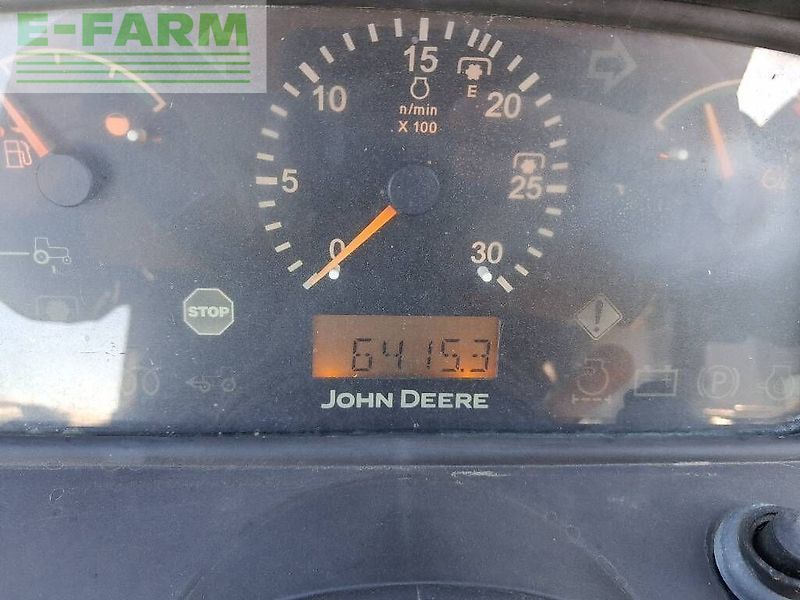 E-FARM
15
10
20
n/min
X 100
E
5
25
0
30
STOP
6415.3
P
JOHN DEERE